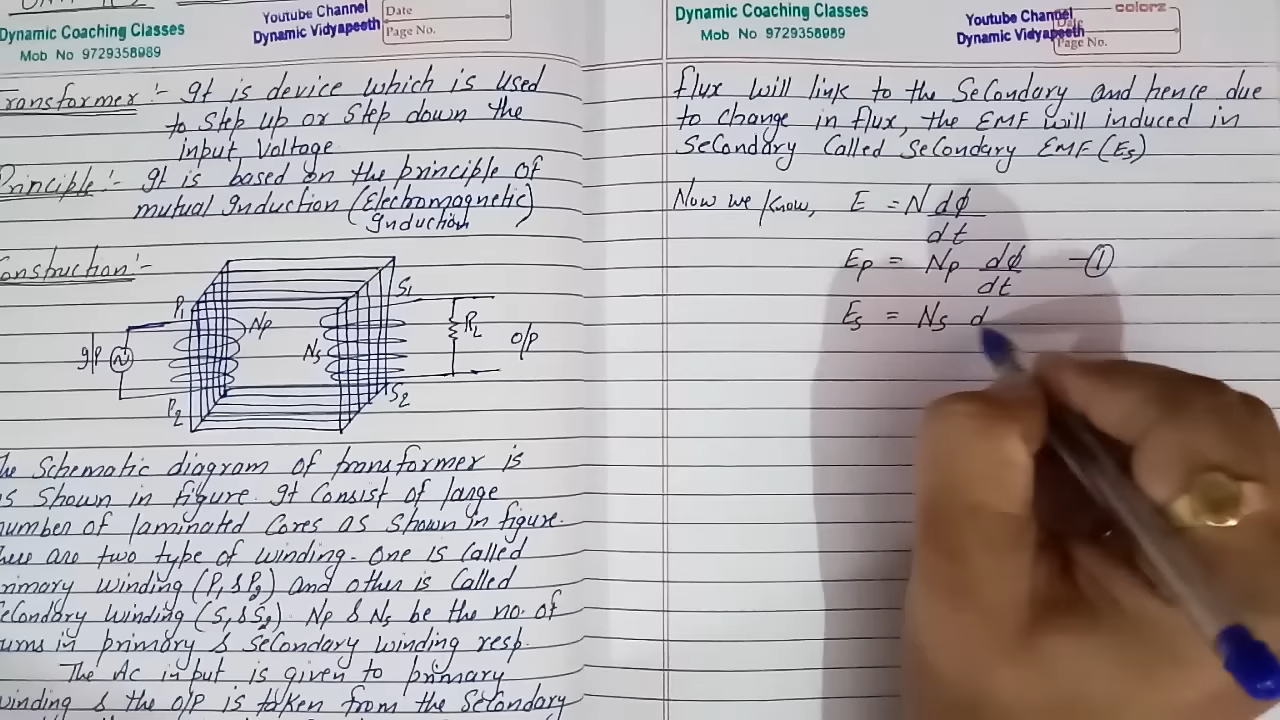 Dynamic Coaching Classes
Mob No 9729358989
Youtube Channel
Dynamic Vidyapeeth
Date
Page No.
Transformer :- It is device which is used
to Step up or Step down the
input Voltage
Principle :- It is based on the principle of
mutual Induction (Electromagnetic
Induction)
Construction :-
P1
P2
Np
Ns
S1
S2
RL
I/P
O/P
The Schematic diagram of transformer is
as Shown in figure. It Consist of large
number of laminated Cores as Shown in figure.
There are two type of winding. One is Called
primary winding (P1 & P2) and other is Called
Secondary winding (S1 & S2). Np & Ns be the no. of
turns in primary & Secondary winding resp.
The Ac input is given to primary
winding & the O/P is taken from the Secondary
Dynamic Coaching Classes
Mob No 9729358989
Youtube Channel
Dynamic Vidyapeeth
colorz
Date
Page No.
flux will link to the Secondary and hence due
to change in flux, the EMF will induced in
Secondary Called Secondary EMF (Es)
Now we know, E = N dϕ/dt
Ep = Np dϕ/dt —①
Es = Ns d